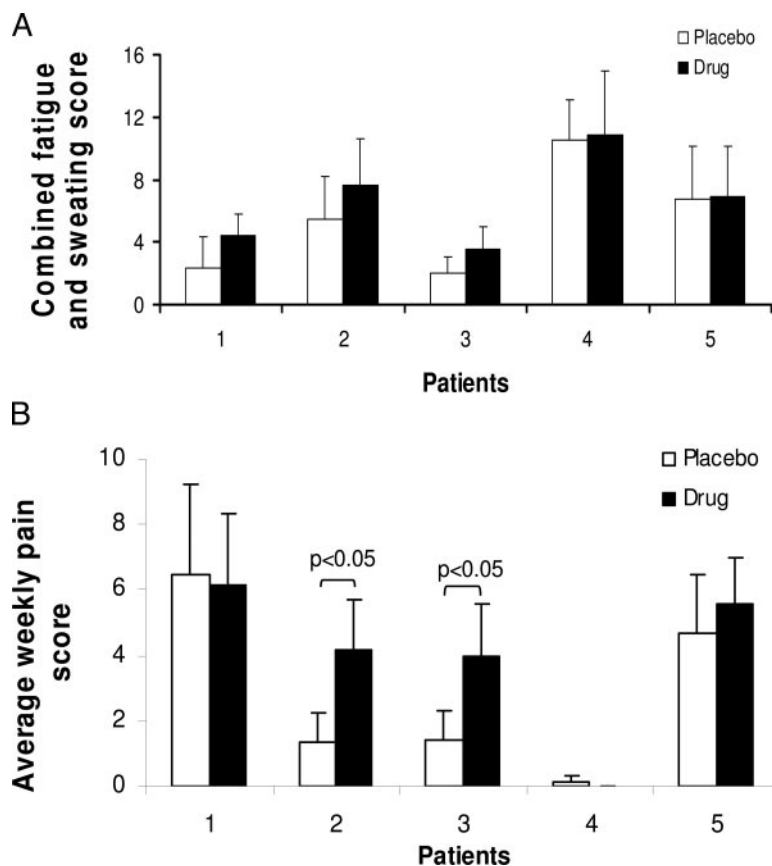 A
Combined fatigue
and sweating score
16
12
8
4
0
Placebo
Drug
1 2 3 4 5
Patients
B
Average weekly pain
score
10
8
6
4
2
0
Placebo
Drug
p<0.05
p<0.05
1 2 3 4 5
Patients